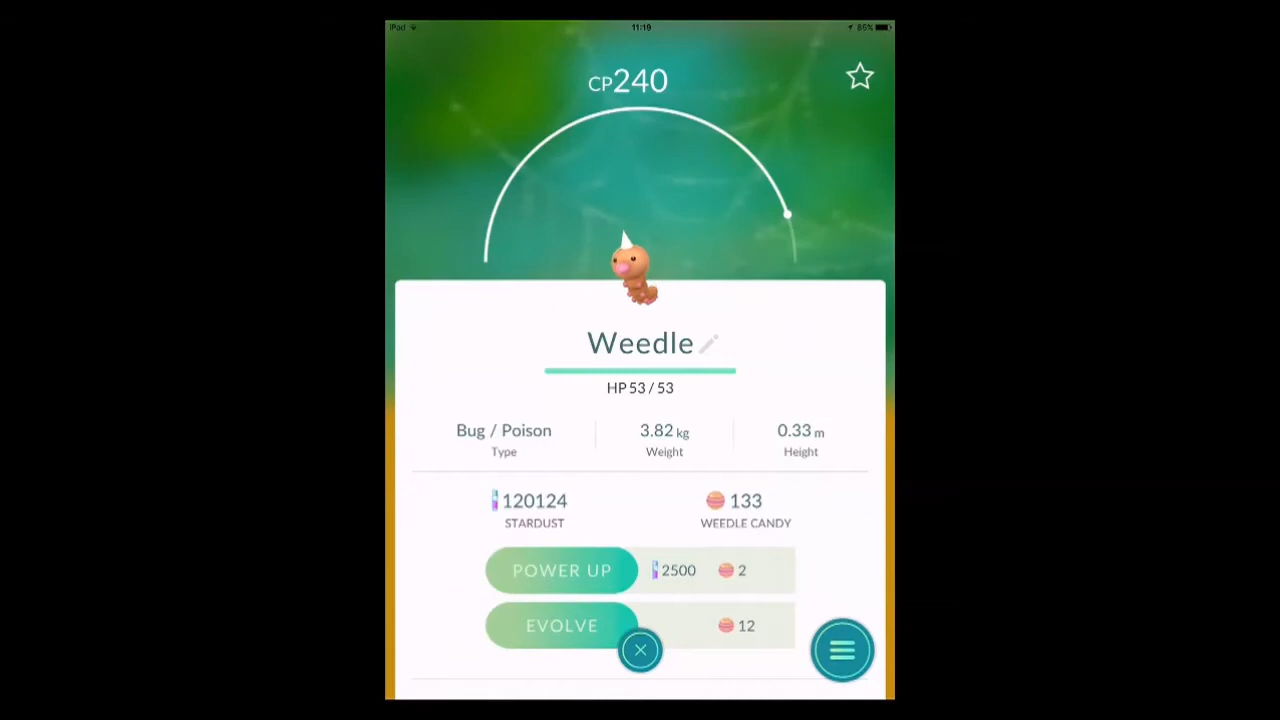 iPad 11:19 85%
CP240
Weedle
HP 53 / 53
Bug / Poison 3.82 kg 0.33 m
Type Weight Height
120124 133
STARDUST WEEDLE CANDY
POWER UP 2500 2
EVOLVE 12